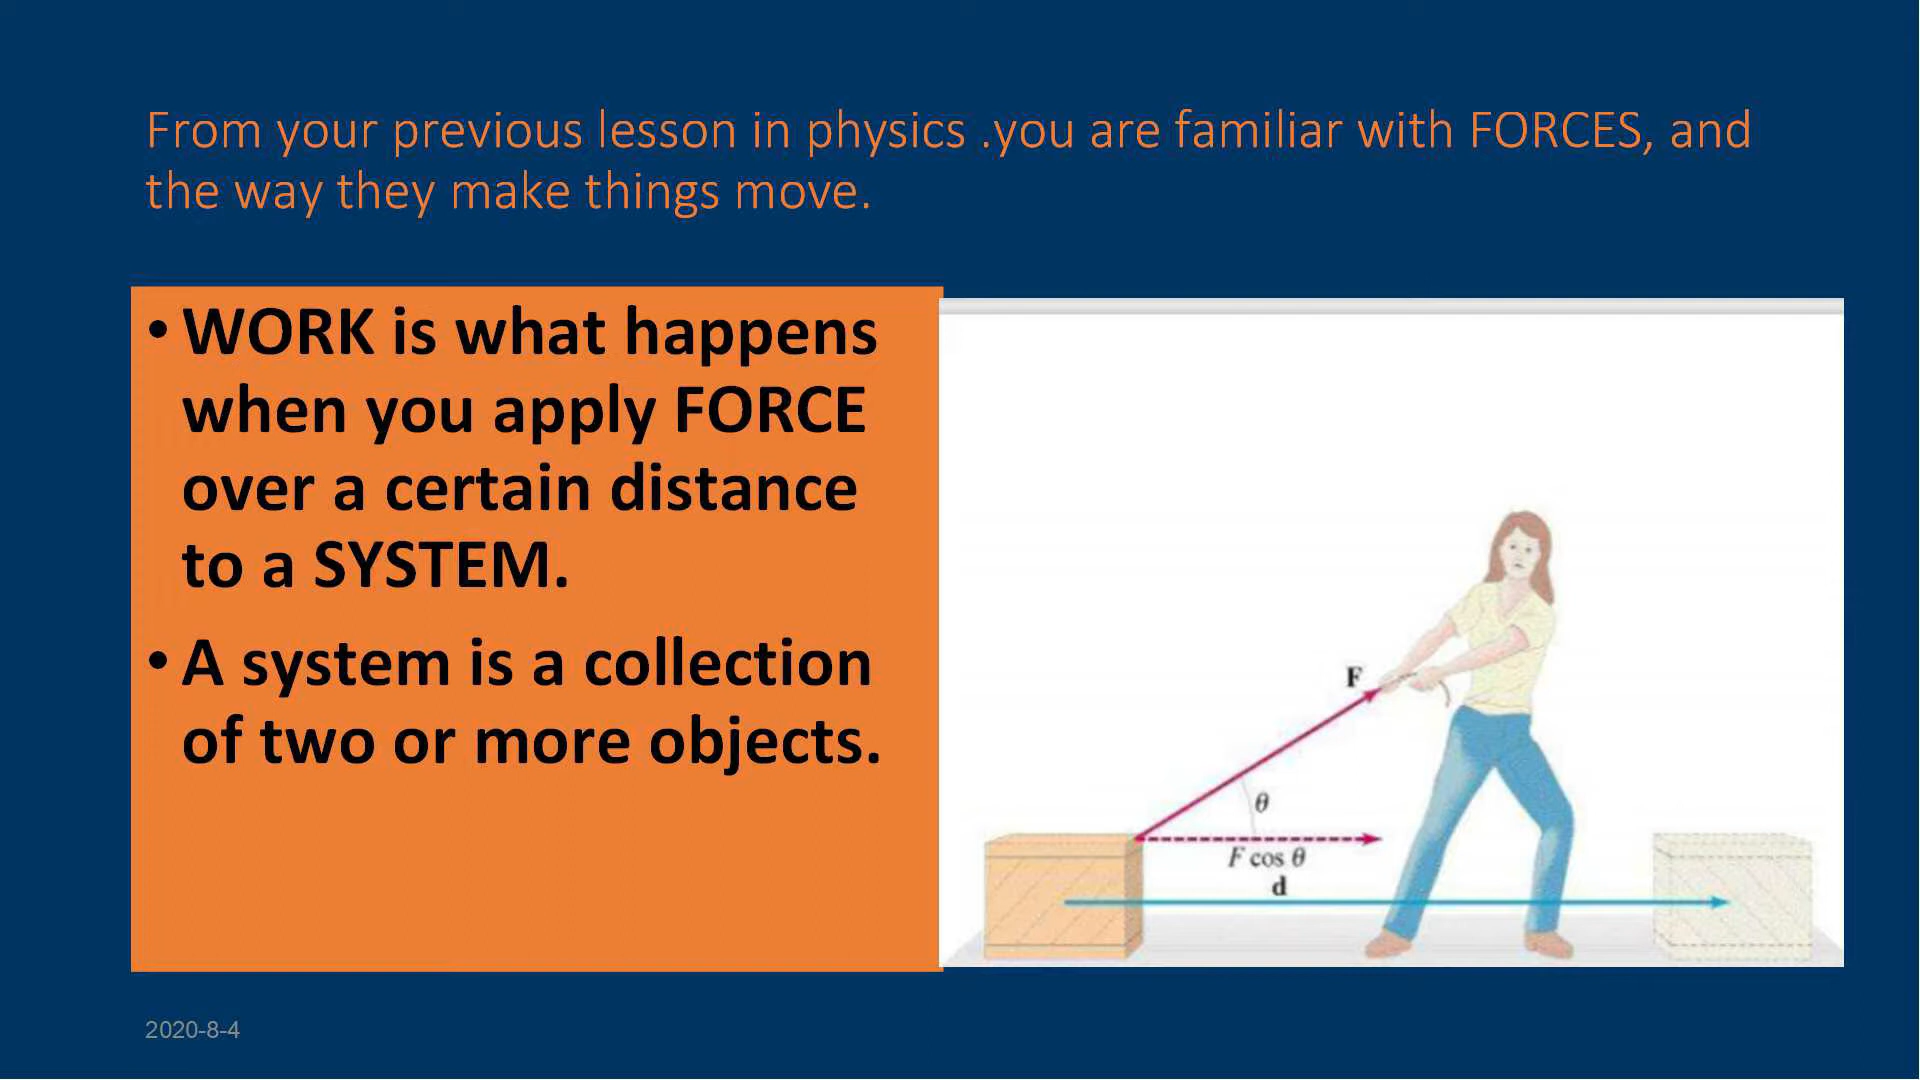 From your previous lesson in physics .you are familiar with FORCES, and
the way they make things move.
• WORK is what happens
when you apply FORCE
over a certain distance
to a SYSTEM.
• A system is a collection
of two or more objects.
F
θ
F cos θ
d
2020-8-4